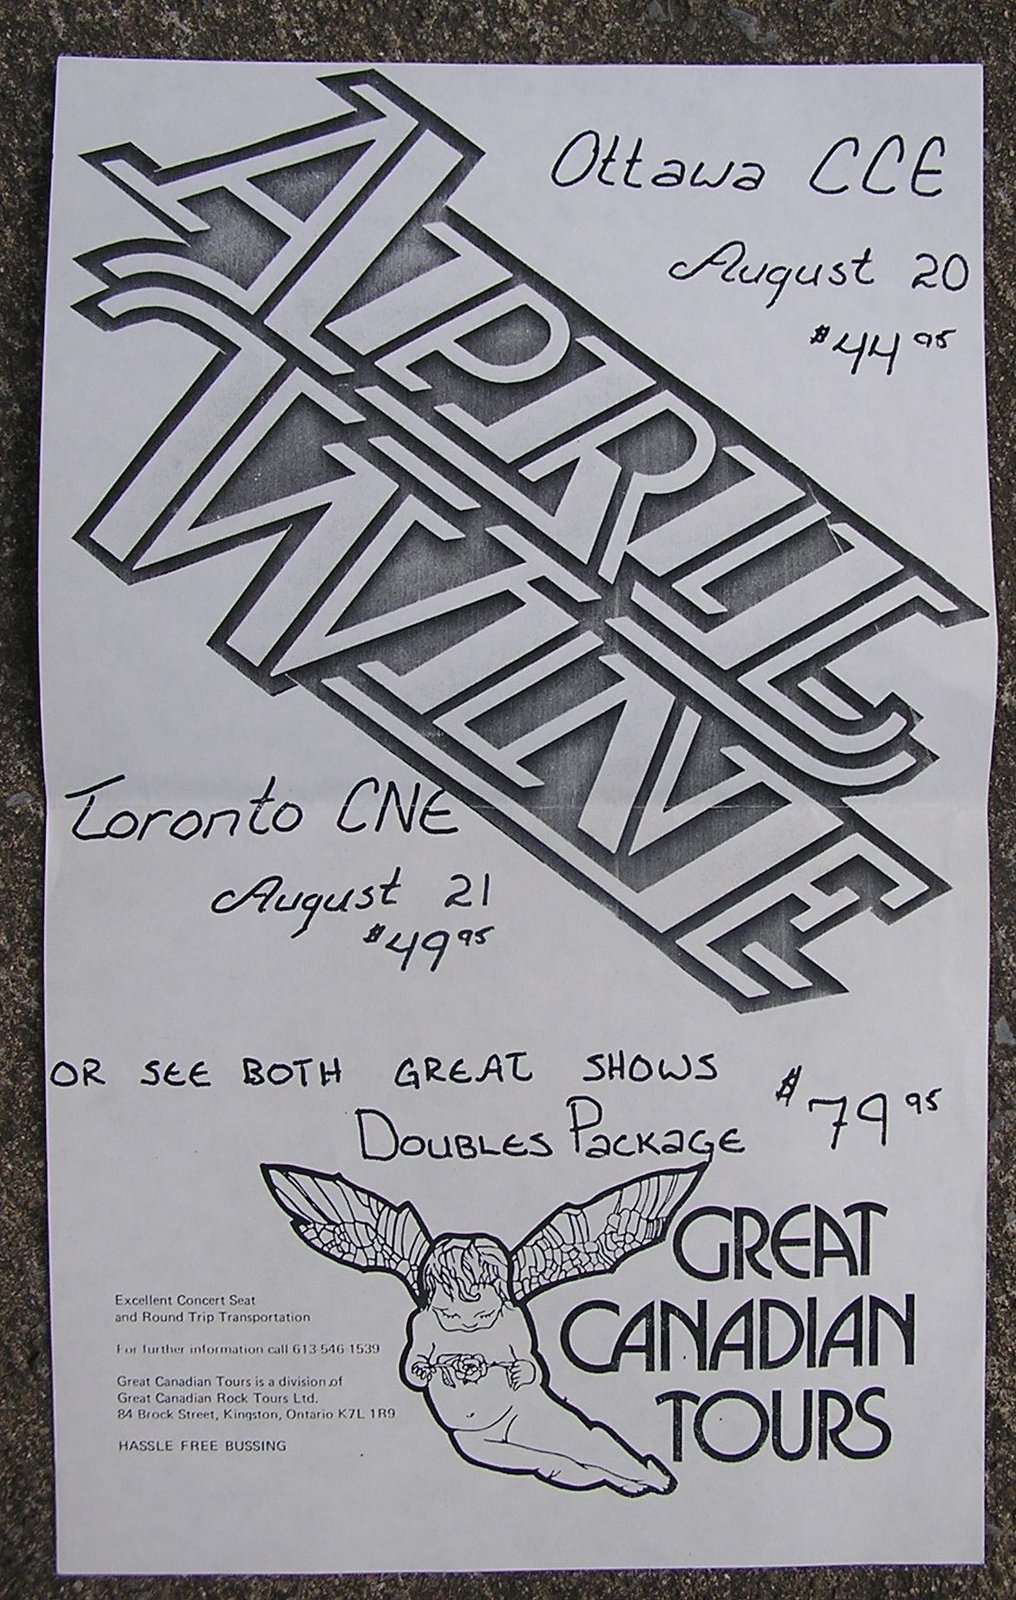 APRIL
WINE
Ottawa CCE
August 20
$44 95
Toronto CNE
August 21
$49 95
OR SEE BOTH GREAT SHOWS
DOUBLES PACKAGE $79 95
GREAT
CANADIAN
TOURS
Excellent Concert Seat
and Round Trip Transportation
For further information call 613 546 1539
Great Canadian Tours is a division of
Great Canadian Rock Tours Ltd.
84 Brock Street, Kingston, Ontario K7L 1R9
HASSLE FREE BUSSING